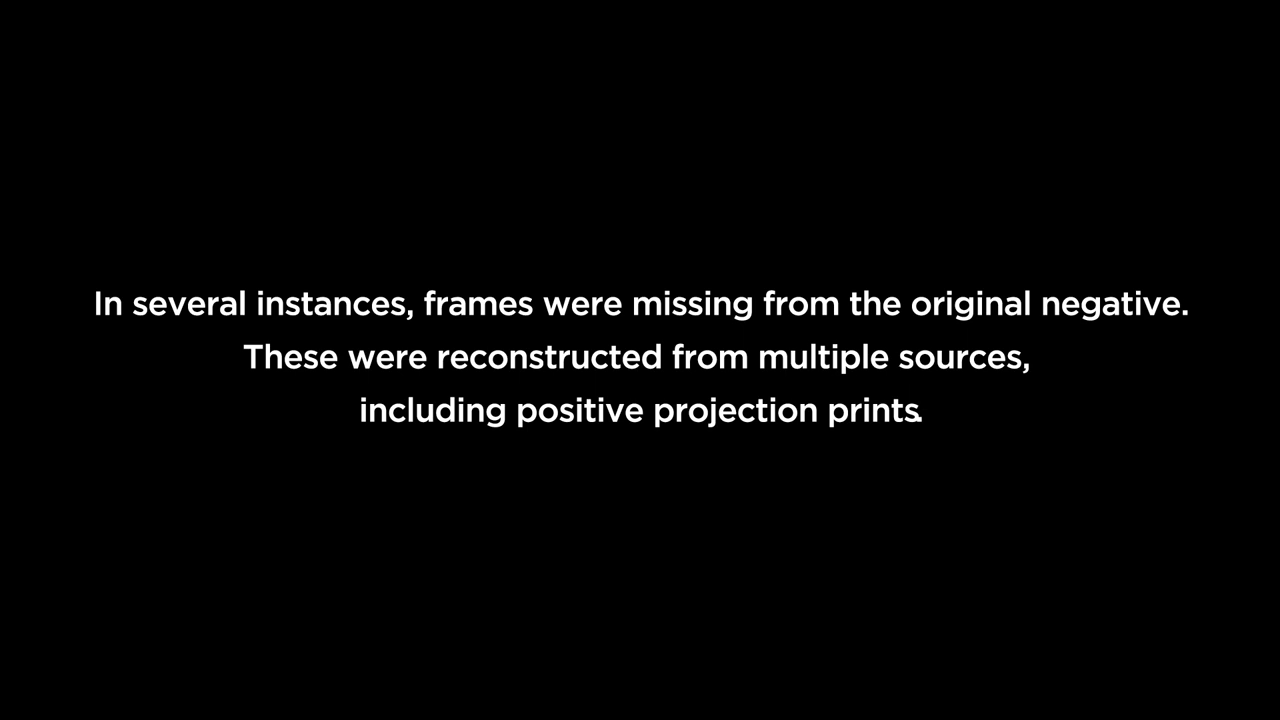 In several instances, frames were missing from the original negative.
These were reconstructed from multiple sources,
including positive projection prints.